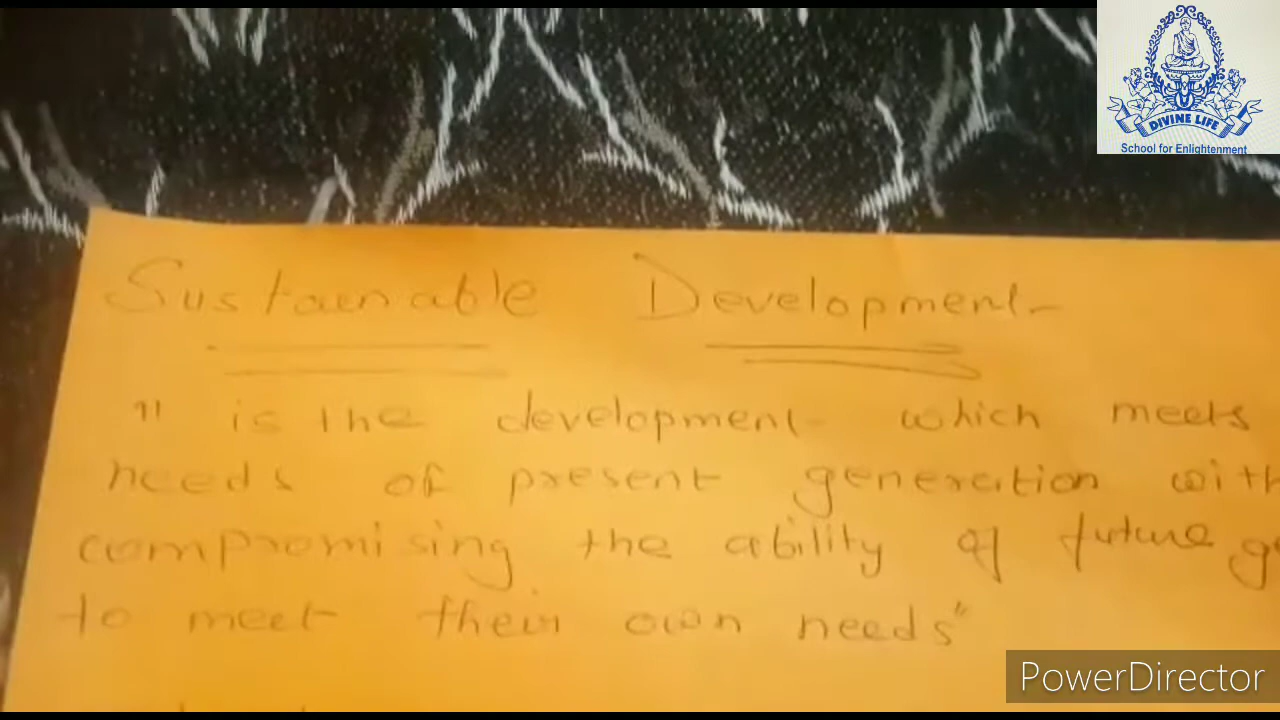 DIVINE LIFE
School for Enlightenment
Sustainable Development
" is the development which meets
needs of present generation with
compromising the ability of future ge
to meet their own needs"
PowerDirector